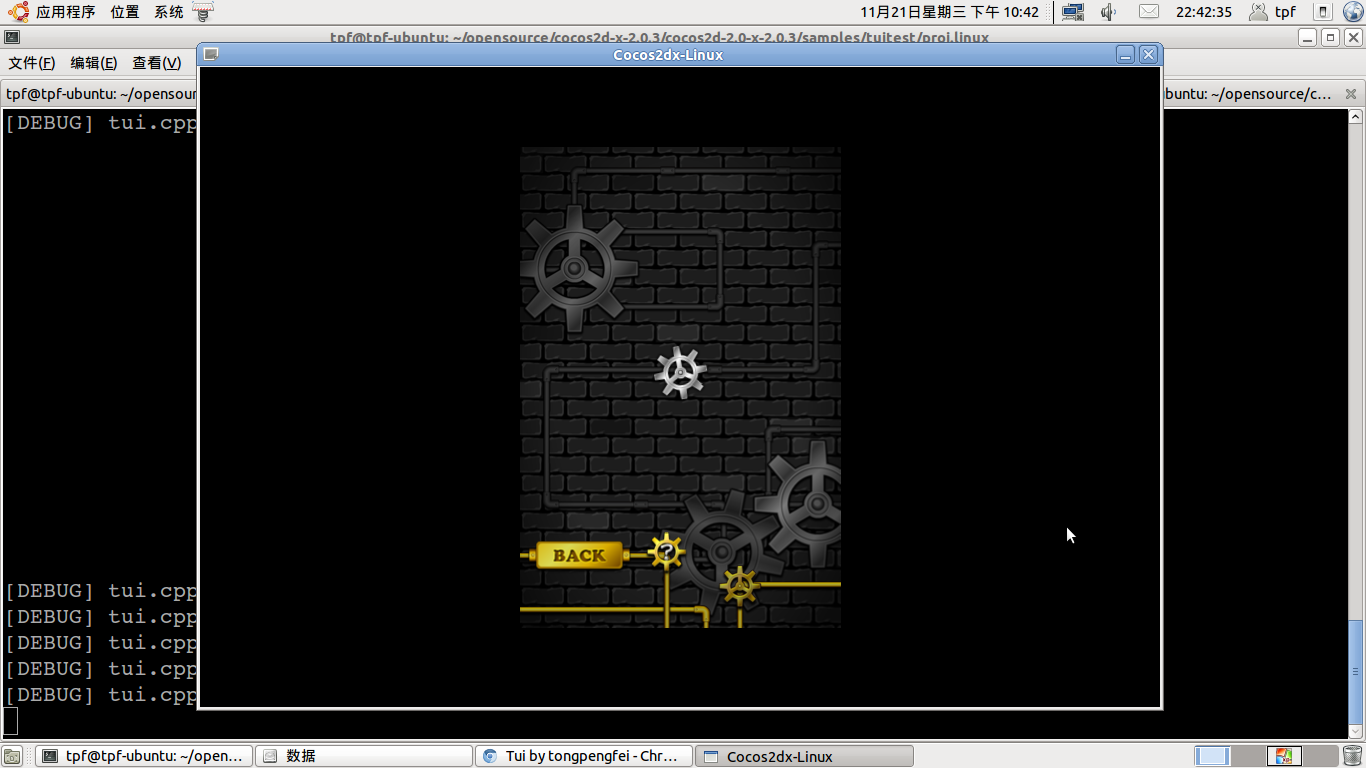 应用程序 位置 系统 11月21日星期三 下午 10:42 22:42:35 tpf
tpf@tpf-ubuntu: ~/opensource/cocos2d-x-2.0.3/cocos2d-2.0-x-2.0.3/samples/tuitest/proj.linux
Cocos2dx-Linux
文件(F) 编辑(E) 查看(V)
tpf@tpf-ubuntu: ~/opensour buntu: ~/opensource/c...
[DEBUG] tui.cpp
BACK
?
[DEBUG] tui.cpp
[DEBUG] tui.cpp
[DEBUG] tui.cpp
[DEBUG] tui.cpp
[DEBUG] tui.cpp
tpf@tpf-ubuntu: ~/open... 数据 Tui by tongpengfei - Chr... Cocos2dx-Linux